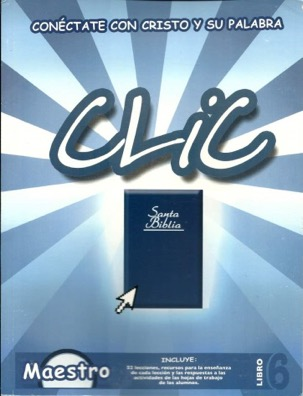 CONÉCTATE CON CRISTO Y SU PALABRA
CLiC
Santa
Biblia
Maestro
INCLUYE:
52 lecciones, recursos para la enseñanza
de cada lección y las respuestas a las
actividades de las hojas de trabajo
de los alumnos.
LIBRO 6